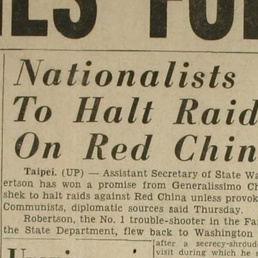 Nationalists
To Halt Raid
On Red Chin
Taipei. (UP) — Assistant Secretary of State Wa
ertson has won a promise from Generalissimo Ch
shek to halt raids against Red China unless provok
Communists, diplomatic sources said Thursday.
Robertson, the No. 1 trouble-shooter in the Fa
the State Department, flew back to Washington
after a secrecy-shroud
visit during which he